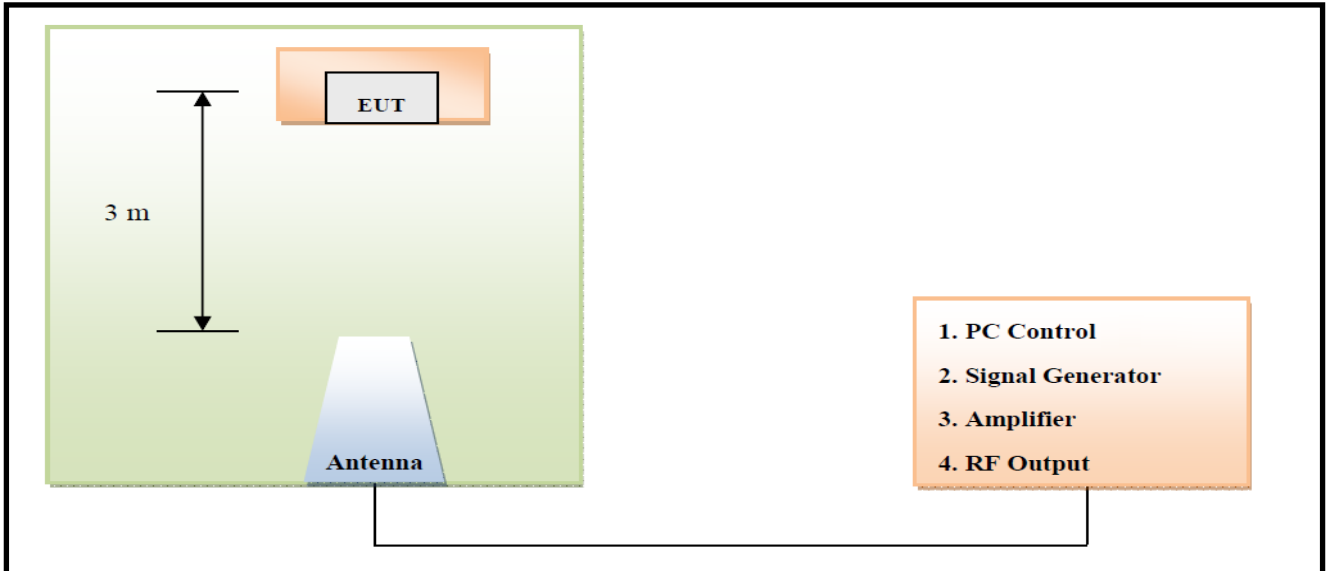 EUT
3 m
Antenna
1. PC Control
2. Signal Generator
3. Amplifier
4. RF Output